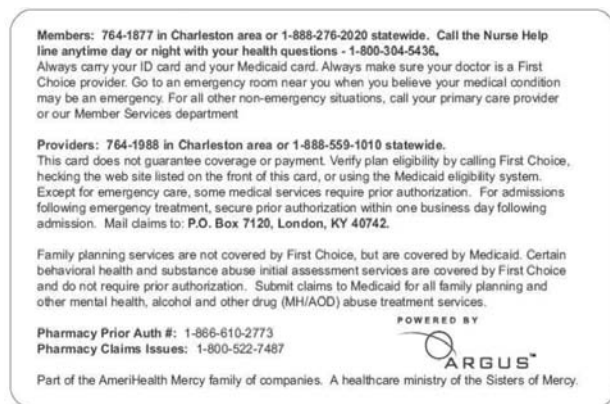 Members: 764-1877 in Charleston area or 1-888-276-2020 statewide. Call the Nurse Help
line anytime day or night with your health questions - 1-800-304-5436.
Always carry your ID card and your Medicaid card. Always make sure your doctor is a First
Choice provider. Go to an emergency room near you when you believe your medical condition
may be an emergency. For all other non-emergency situations, call your primary care provider
or our Member Services department
Providers: 764-1988 in Charleston area or 1-888-559-1010 statewide.
This card does not guarantee coverage or payment. Verify plan eligibility by calling First Choice,
hecking the web site listed on the front of this card, or using the Medicaid eligibility system.
Except for emergency care, some medical services require prior authorization. For admissions
following emergency treatment, secure prior authorization within one business day following
admission. Mail claims to: P.O. Box 7120, London, KY 40742.
Family planning services are not covered by First Choice, but are covered by Medicaid. Certain
behavioral health and substance abuse initial assessment services are covered by First Choice
and do not require prior authorization. Submit claims to Medicaid for all family planning and
other mental health, alcohol and other drug (MH/AOD) abuse treatment services.
Pharmacy Prior Auth #: 1-866-610-2773
Pharmacy Claims Issues: 1-800-522-7487
POWERED BY
ARGUS™
Part of the AmeriHealth Mercy family of companies. A healthcare ministry of the Sisters of Mercy.